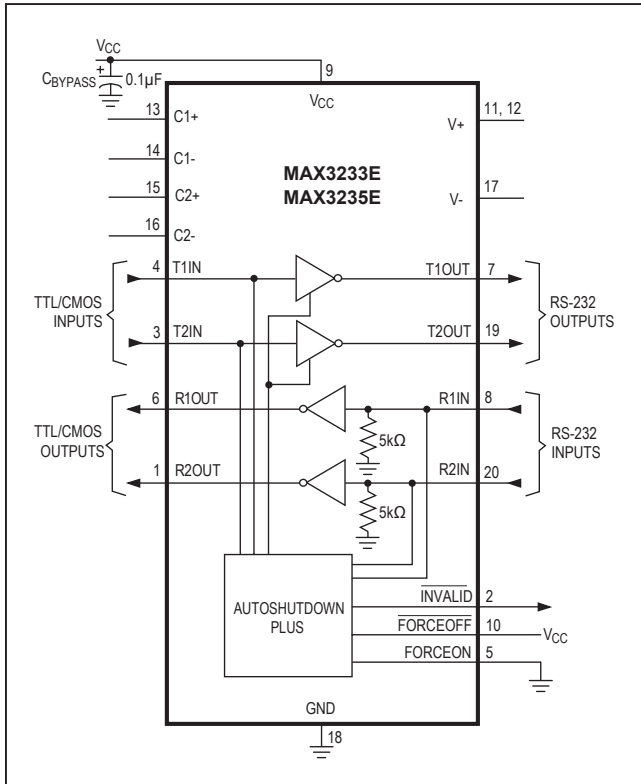 VCC
CBYPASS
0.1µF
9
VCC
13 C1+
11, 12
V+
14 C1-
MAX3233E
MAX3235E
15 C2+
17
V-
16 C2-
TTL/CMOS
INPUTS
4 T1IN
T1OUT 7
3 T2IN
T2OUT 19
RS-232
OUTPUTS
TTL/CMOS
OUTPUTS
6 R1OUT
R1IN 8
5kΩ
1 R2OUT
R2IN 20
5kΩ
RS-232
INPUTS
AUTOSHUTDOWN
PLUS
INVALID 2
FORCEOFF 10
VCC
FORCEON 5
GND
18